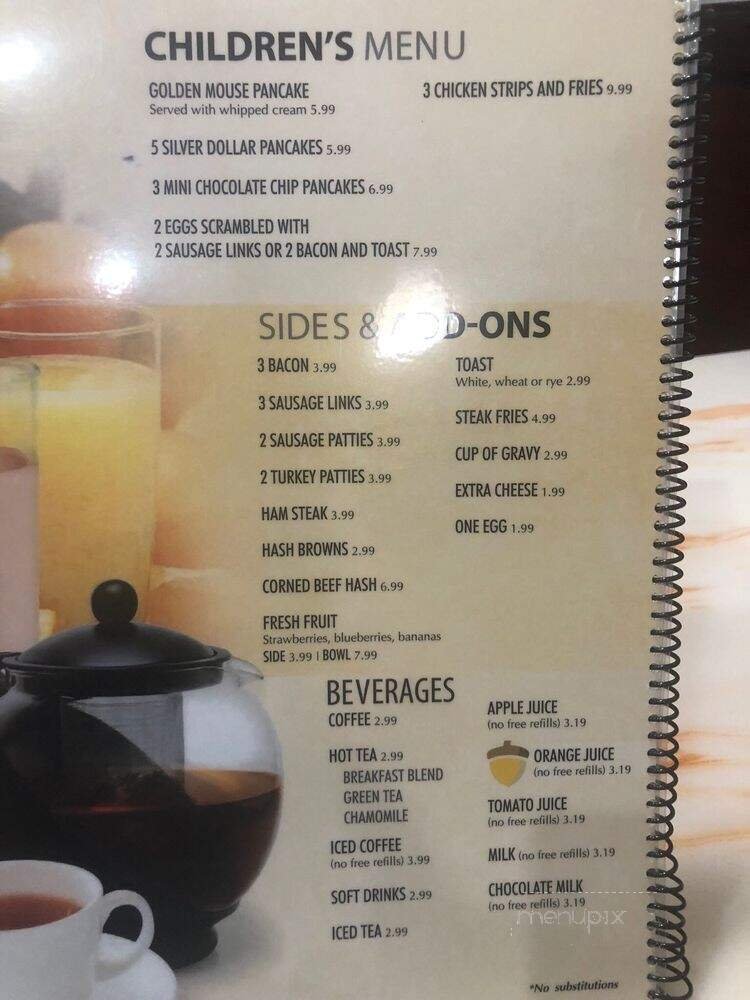 CHILDREN'S MENU
GOLDEN MOUSE PANCAKE
Served with whipped cream 5.99
5 SILVER DOLLAR PANCAKES 5.99
3 MINI CHOCOLATE CHIP PANCAKES 6.99
2 EGGS SCRAMBLED WITH
2 SAUSAGE LINKS OR 2 BACON AND TOAST 7.99
3 CHICKEN STRIPS AND FRIES 9.99
SIDES & ADD-ONS
3 BACON 3.99
3 SAUSAGE LINKS 3.99
2 SAUSAGE PATTIES 3.99
2 TURKEY PATTIES 3.99
HAM STEAK 3.99
HASH BROWNS 2.99
CORNED BEEF HASH 6.99
FRESH FRUIT
Strawberries, blueberries, bananas
SIDE 3.99 | BOWL 7.99
TOAST
White, wheat or rye 2.99
STEAK FRIES 4.99
CUP OF GRAVY 2.99
EXTRA CHEESE 1.99
ONE EGG 1.99
BEVERAGES
COFFEE 2.99
HOT TEA 2.99
BREAKFAST BLEND
GREEN TEA
CHAMOMILE
ICED COFFEE
(no free refills) 3.99
SOFT DRINKS 2.99
ICED TEA 2.99
APPLE JUICE
(no free refills) 3.19
ORANGE JUICE
(no free refills) 3.19
TOMATO JUICE
(no free refills) 3.19
MILK (no free refills) 3.19
CHOCOLATE MILK
(no free refills) 3.19
menupix
*No substitutions